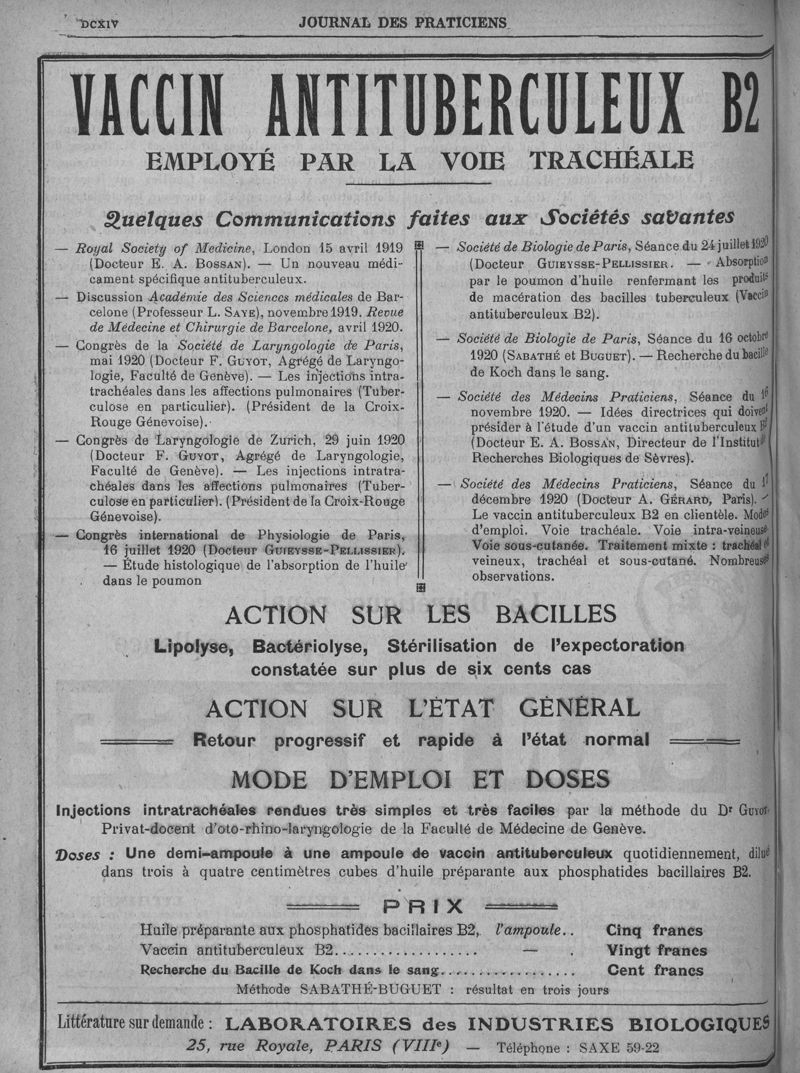 DCXIV
JOURNAL DES PRATICIENS
VACCIN ANTITUBERCULEUX B2
EMPLOYÉ PAR LA VOIE TRACHÉALE
Quelques Communications faites aux Sociétés savantes
— Royal Society of Medicine, London 15 avril 1919
(Docteur E. A. BOSSAN). — Un nouveau médi-
cament spécifique antituberculeux.
— Discussion Académie des Sciences médicales de Bar-
celone (Professeur L. SAYE), novembre 1919. Revue
de Médecine et Chirurgie de Barcelone, avril 1920.
— Congrès de la Société de Laryngologie de Paris,
mai 1920 (Docteur F. GUYOT, Agrégé de Laryngo-
logie, Faculté de Genève). — Les injections intra-
trachéales dans les affections pulmonaires (Tuber-
culose en particulier). (Président de la Croix-
Rouge Génevoise).
— Congrès de Laryngologie de Zurich, 29 juin 1920
(Docteur F. GUYOT, Agrégé de Laryngologie,
Faculté de Genève). — Les injections intratra-
chéales dans les affections pulmonaires (Tuber-
culose en particulier). (Président de la Croix-Rouge
Génevoise).
— Congrès international de Physiologie de Paris,
16 juillet 1920 (Docteur GUIEYSSE-PELLISSIER).
— Étude histologique de l'absorption de l'huile
dans le poumon
— Société de Biologie de Paris, Séance du 24 juillet 1920
(Docteur GUIEYSSE-PELLISSIER. — Absorption
par le poumon d'huile renfermant les produits
de macération des bacilles tuberculeux (Vaccin
antituberculeux B2).
— Société de Biologie de Paris, Séance du 16 octobre
1920 (SABATHÉ et BUGUET). — Recherche du bacille
de Koch dans le sang.
— Société des Médecins Praticiens, Séance du
novembre 1920. — Idées directrices qui doivent
présider à l'étude d'un vaccin antituberculeux
(Docteur E. A. BOSSAN, Directeur de l'Institut
Recherches Biologiques de Sèvres).
— Société des Médecins Praticiens, Séance du
décembre 1920 (Docteur A. GÉRARD, Paris). —
Le vaccin antituberculeux B2 en clientèle. Modes
d'emploi. Voie trachéale. Voie intra-veineuse
Voie sous-cutanée. Traitement mixte : trachéal
veineux, trachéal et sous-cutané. Nombreuses
observations.
ACTION SUR LES BACILLES
Lipolyse, Bactériolyse, Stérilisation de l'expectoration
constatée sur plus de six cents cas
ACTION SUR L'ÉTAT GÉNÉRAL
Retour progressif et rapide à l'état normal
MODE D'EMPLOI ET DOSES
Injections intratrachéales rendues très simples et très faciles par la méthode du Dr GUYOT
Privat-docent d'oto-rhino-laryngologie de la Faculté de Médecine de Genève.
Doses : Une demi-ampoule à une ampoule de vaccin antituberculeux quotidiennement, dilué
dans trois à quatre centimètres cubes d'huile préparante aux phosphatides bacillaires B2.
PRIX
Huile préparante aux phosphatides bacillaires B2, l'ampoule.. Cinq francs
Vaccin antituberculeux B2.................. — . Vingt francs
Recherche du Bacille de Koch dans le sang................... Cent francs
Méthode SABATHÉ-BUGUET : résultat en trois jours
Littérature sur demande : LABORATOIRES des INDUSTRIES BIOLOGIQUES
25, rue Royale, PARIS (VIIIe) — Téléphone : SAXE 59-22